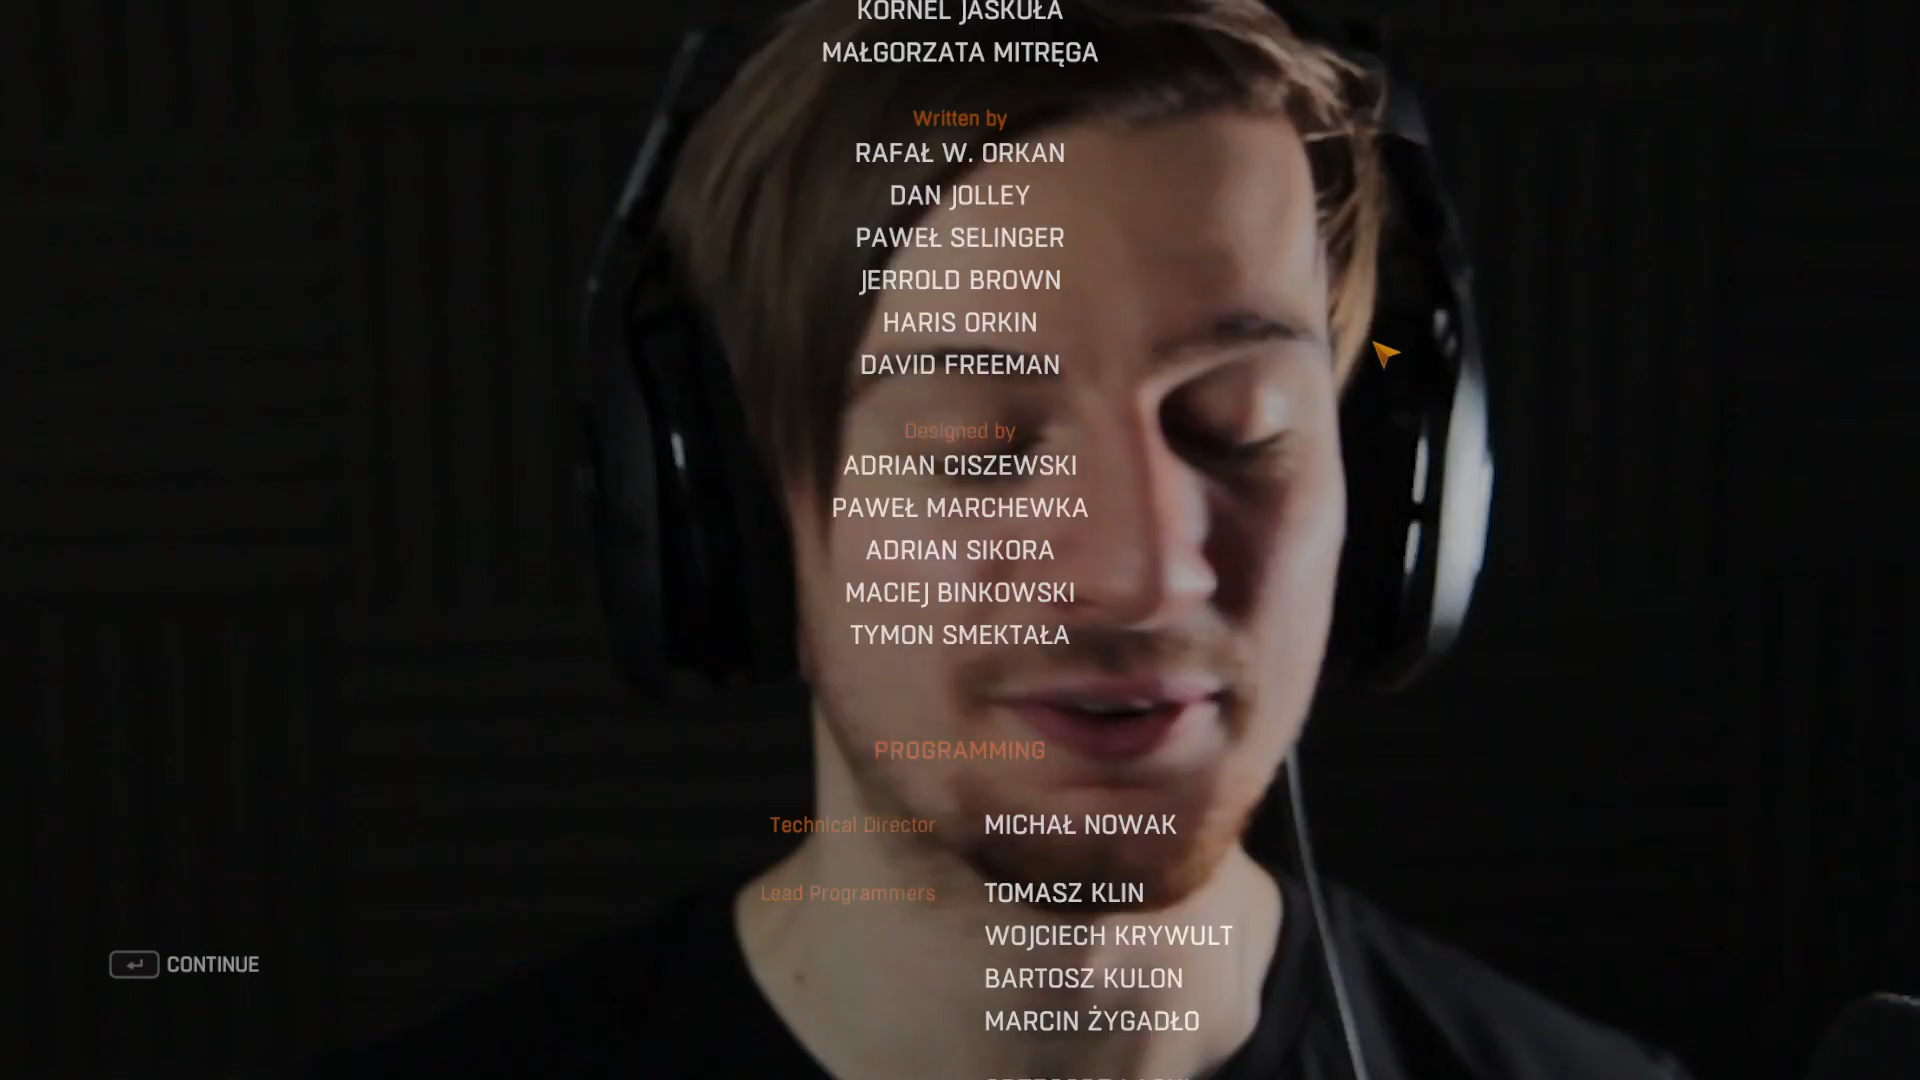 KORNEL JASKUŁA
MAŁGORZATA MITRĘGA
Written by
RAFAŁ W. ORKAN
DAN JOLLEY
PAWEŁ SELINGER
JERROLD BROWN
HARIS ORKIN
DAVID FREEMAN
Designed by
ADRIAN CISZEWSKI
PAWEŁ MARCHEWKA
ADRIAN SIKORA
MACIEJ BINKOWSKI
TYMON SMEKTAŁA
PROGRAMMING
Technical Director MICHAŁ NOWAK
Lead Programmers TOMASZ KLIN
WOJCIECH KRYWULT
BARTOSZ KULON
MARCIN ŻYGADŁO
CONTINUE